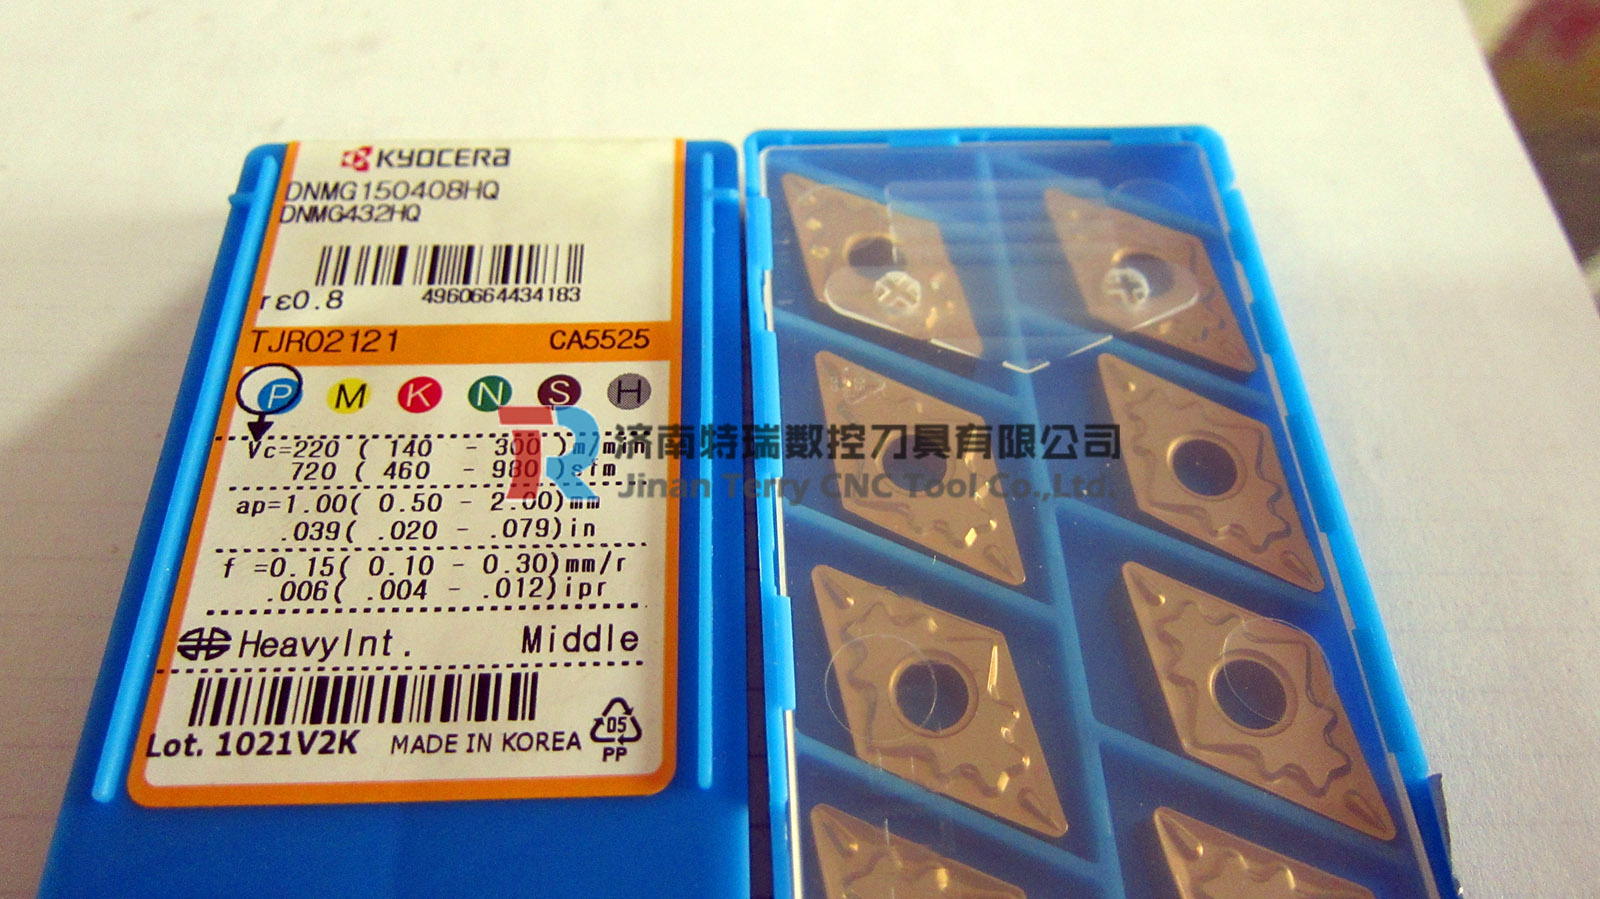 KYOCERA
DNMG150408HQ
DNMG432HQ
4960664434183
rε0.8
TJR02121 CA5525
P M K N S H
Vc=220 ( 140 - 300 )m/min
720 ( 460 - 980 )sfm
ap=1.00( 0.50 - 2.00)mm
.039( .020 - .079)in
f =0.15( 0.10 - 0.30)mm/r
.006( .004 - .012)ipr
HeavyInt. Middle
Lot. 1021V2K MADE IN KOREA
05
PP
TR 济南特瑞数控刀具有限公司
Jinan Terry CNC Tool Co.,Ltd.